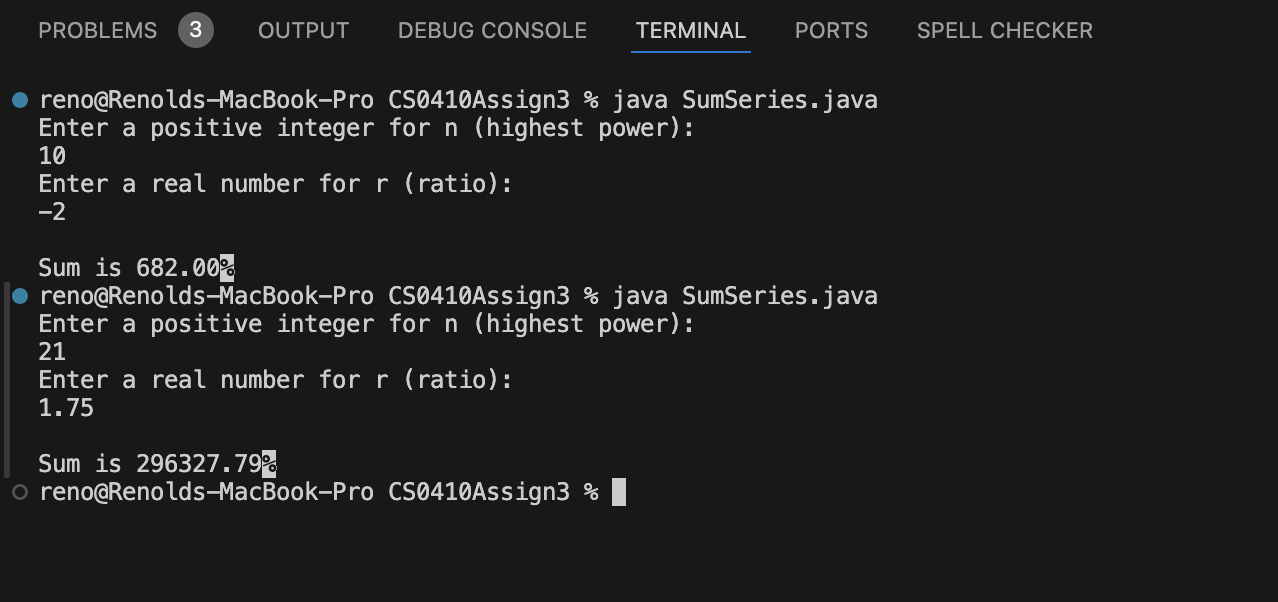 PROBLEMS 3 OUTPUT DEBUG CONSOLE TERMINAL PORTS SPELL CHECKER
reno@Renolds-MacBook-Pro CS0410Assign3 % java SumSeries.java
Enter a positive integer for n (highest power):
10
Enter a real number for r (ratio):
-2
Sum is 682.00%
reno@Renolds-MacBook-Pro CS0410Assign3 % java SumSeries.java
Enter a positive integer for n (highest power):
21
Enter a real number for r (ratio):
1.75
Sum is 296327.79%
reno@Renolds-MacBook-Pro CS0410Assign3 %